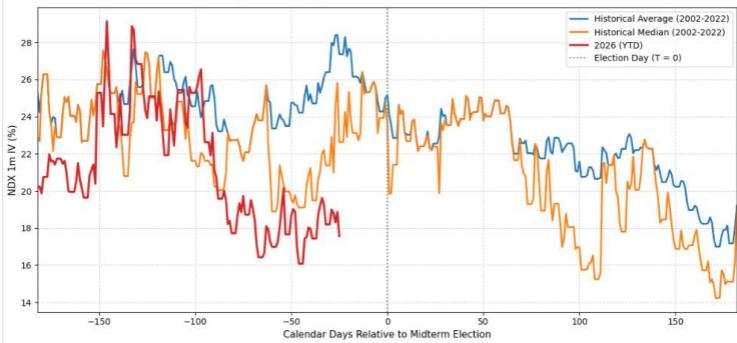 Historical Average (2002-2022)
Historical Median (2002-2022)
2026 (YTD)
Election Day (T = 0)
NDX 1m IV (%)
28
26
24
22
20
18
16
14
−150
−100
−50
0
50
100
150
Calendar Days Relative to Midterm Election